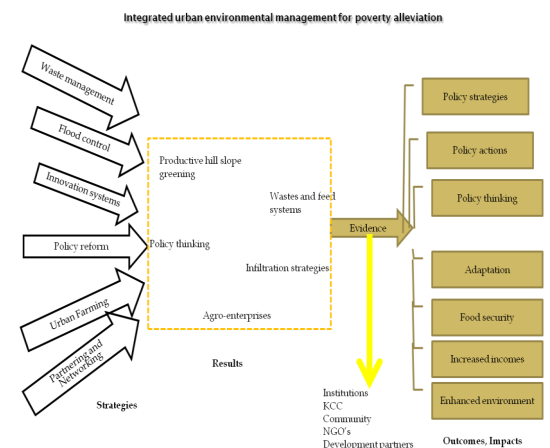 Integrated urban environmental management for poverty alleviation
Waste management
Flood control
Innovation systems
Policy reform
Urban Farming
Partnering and
Networking
Strategies
Productive hill slope
greening
Wastes and feed
systems
Policy thinking
Infiltration strategies
Agro-enterprises
Results
Evidence
Institutions
KCC
Community
NGO's
Development partners
Policy strategies
Policy actions
Policy thinking
Adaptation
Food security
Increased incomes
Enhanced environment
Outcomes, Impacts